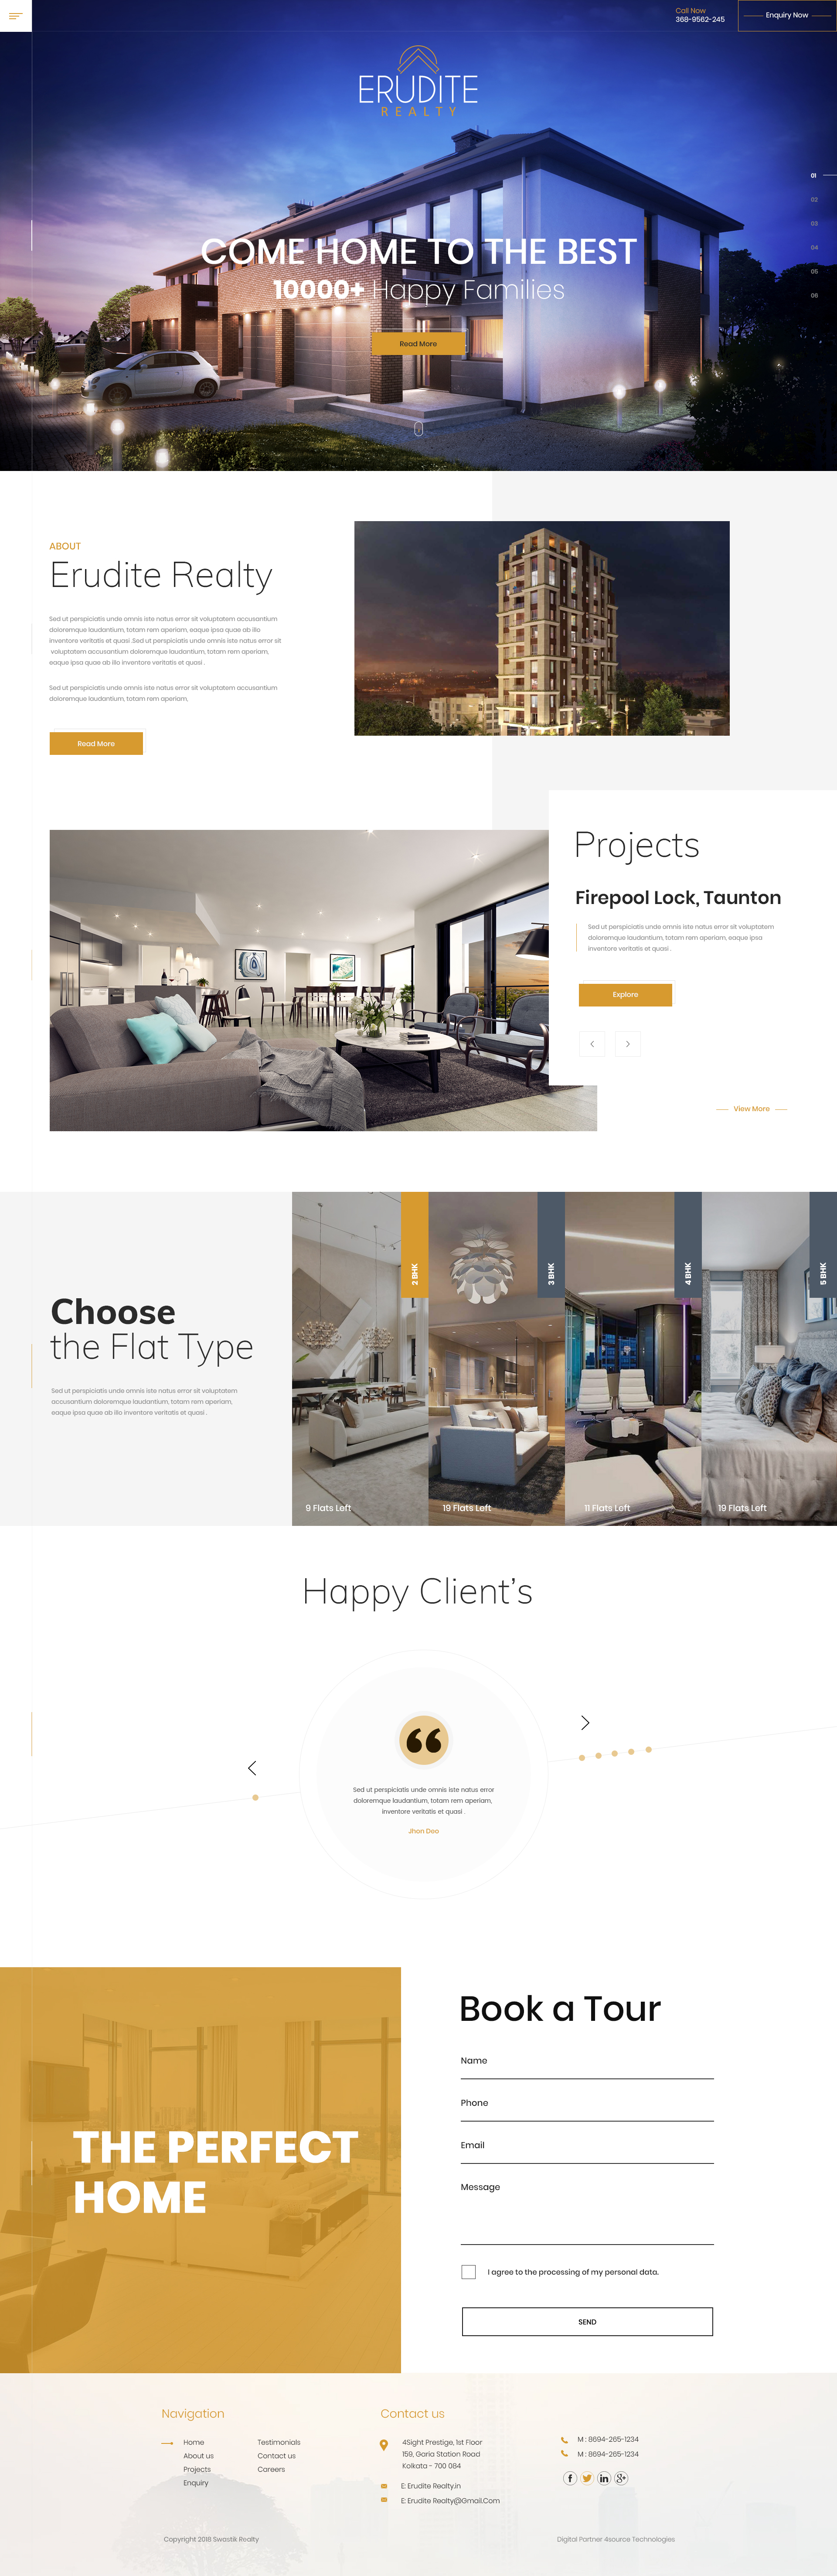 Call Now
368-9562-245
Enquiry Now
ERUDITE
REALTY
01
02
03
04
05
06
COME HOME TO THE BEST
10000+ Happy Families
Read More
ABOUT
Erudite Realty
Sed ut perspiciatis unde omnis iste natus error sit voluptatem accusantium
doloremque laudantium, totam rem aperiam, eaque ipsa quae ab illo
inventore veritatis et quasi .Sed ut perspiciatis unde omnis iste natus error sit
voluptatem accusantium doloremque laudantium, totam rem aperiam,
eaque ipsa quae ab illo inventore veritatis et quasi .
Sed ut perspiciatis unde omnis iste natus error sit voluptatem accusantium
doloremque laudantium, totam rem aperiam,
Read More
Projects
Firepool Lock, Taunton
Sed ut perspiciatis unde omnis iste natus error sit voluptatem
doloremque laudantium, totam rem aperiam, eaque ipsa
inventore veritatis et quasi .
Explore
View More
Choose
the Flat Type
Sed ut perspiciatis unde omnis iste natus error sit voluptatem
accusantium doloremque laudantium, totam rem aperiam,
eaque ipsa quae ab illo inventore veritatis et quasi .
2 BHK
3 BHK
4 BHK
5 BHK
9 Flats Left
19 Flats Left
11 Flats Left
19 Flats Left
Happy Client's
Sed ut perspiciatis unde omnis iste natus error
doloremque laudantium, totam rem aperiam,
inventore veritatis et quasi .
Jhon Deo
THE PERFECT
HOME
Book a Tour
Name
Phone
Email
Message
I agree to the processing of my personal data.
SEND
Navigation
Home
About us
Projects
Enquiry
Testimonials
Contact us
Careers
Contact us
4Sight Prestige, 1st Floor
159, Garia Station Road
Kolkata - 700 084
E: Erudite Realty.in
E: Erudite Realty@Gmail.Com
M : 8694-265-1234
M : 8694-265-1234
Copyright 2018 Swastik Realty
Digital Partner 4source Technologies